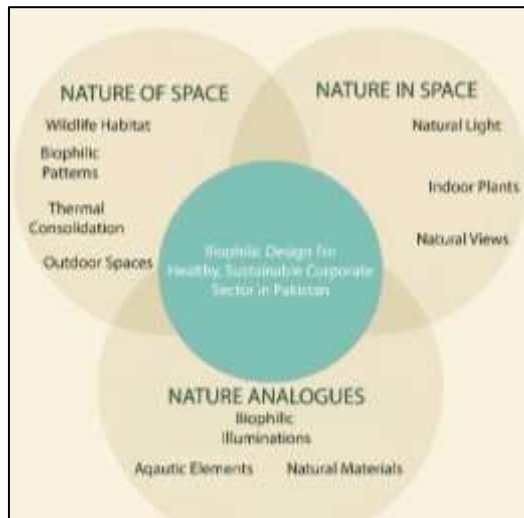 NATURE OF SPACE
Wildlife Habitat
Biophilic
Patterns
Thermal
Consolidation
Outdoor Spaces
NATURE IN SPACE
Natural Light
Indoor Plants
Natural Views
Biophilic Design for
Healthy, Sustainable Corporate
Sector in Pakistan
NATURE ANALOGUES
Biophilic
Illuminations
Aqautic Elements
Natural Materials